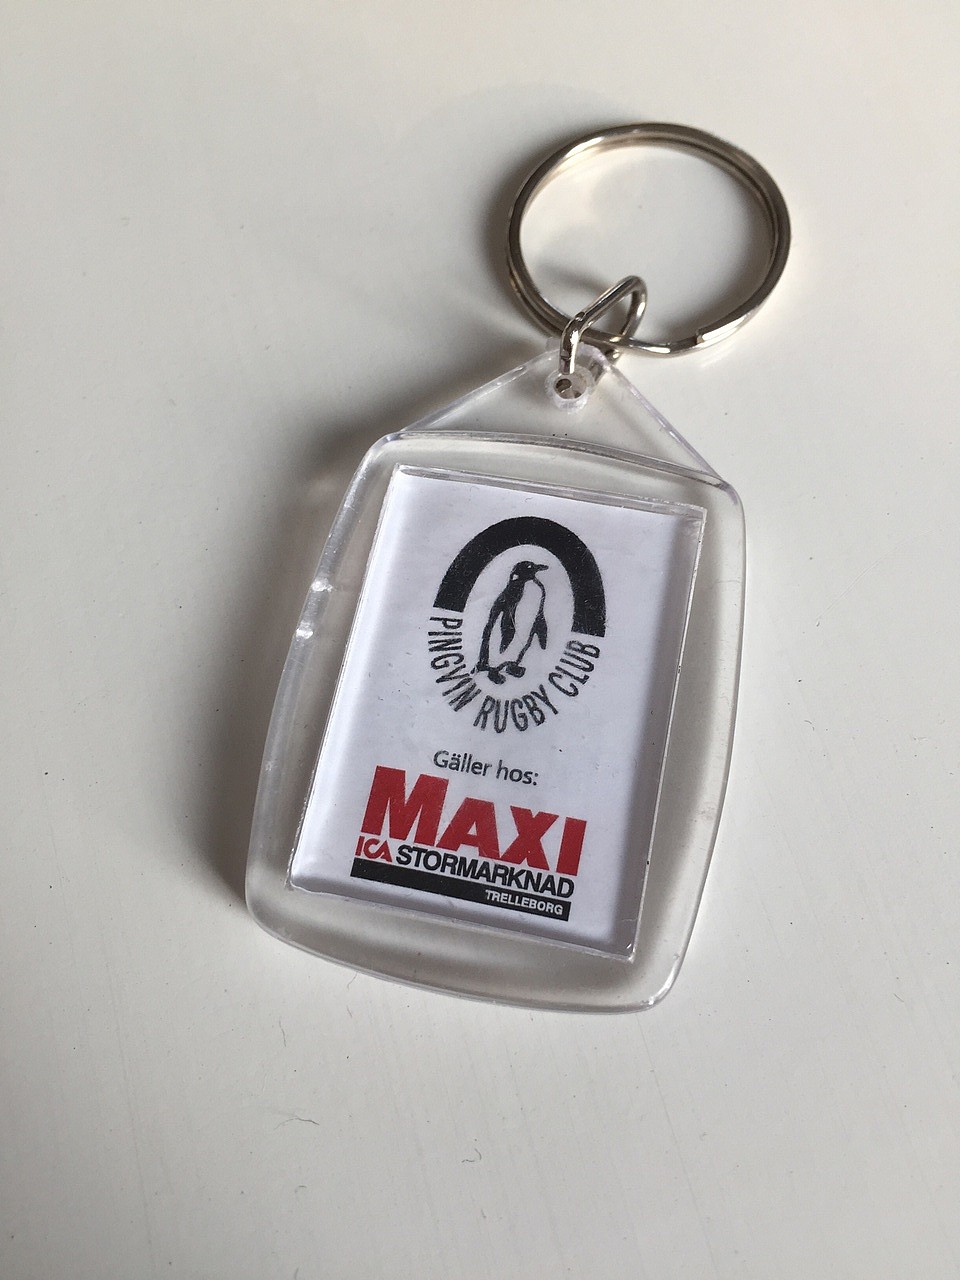 PINGVIN RUGBY CLUB
Gäller hos:
MAXI
ICA STORMARKNAD
TRELLEBORG